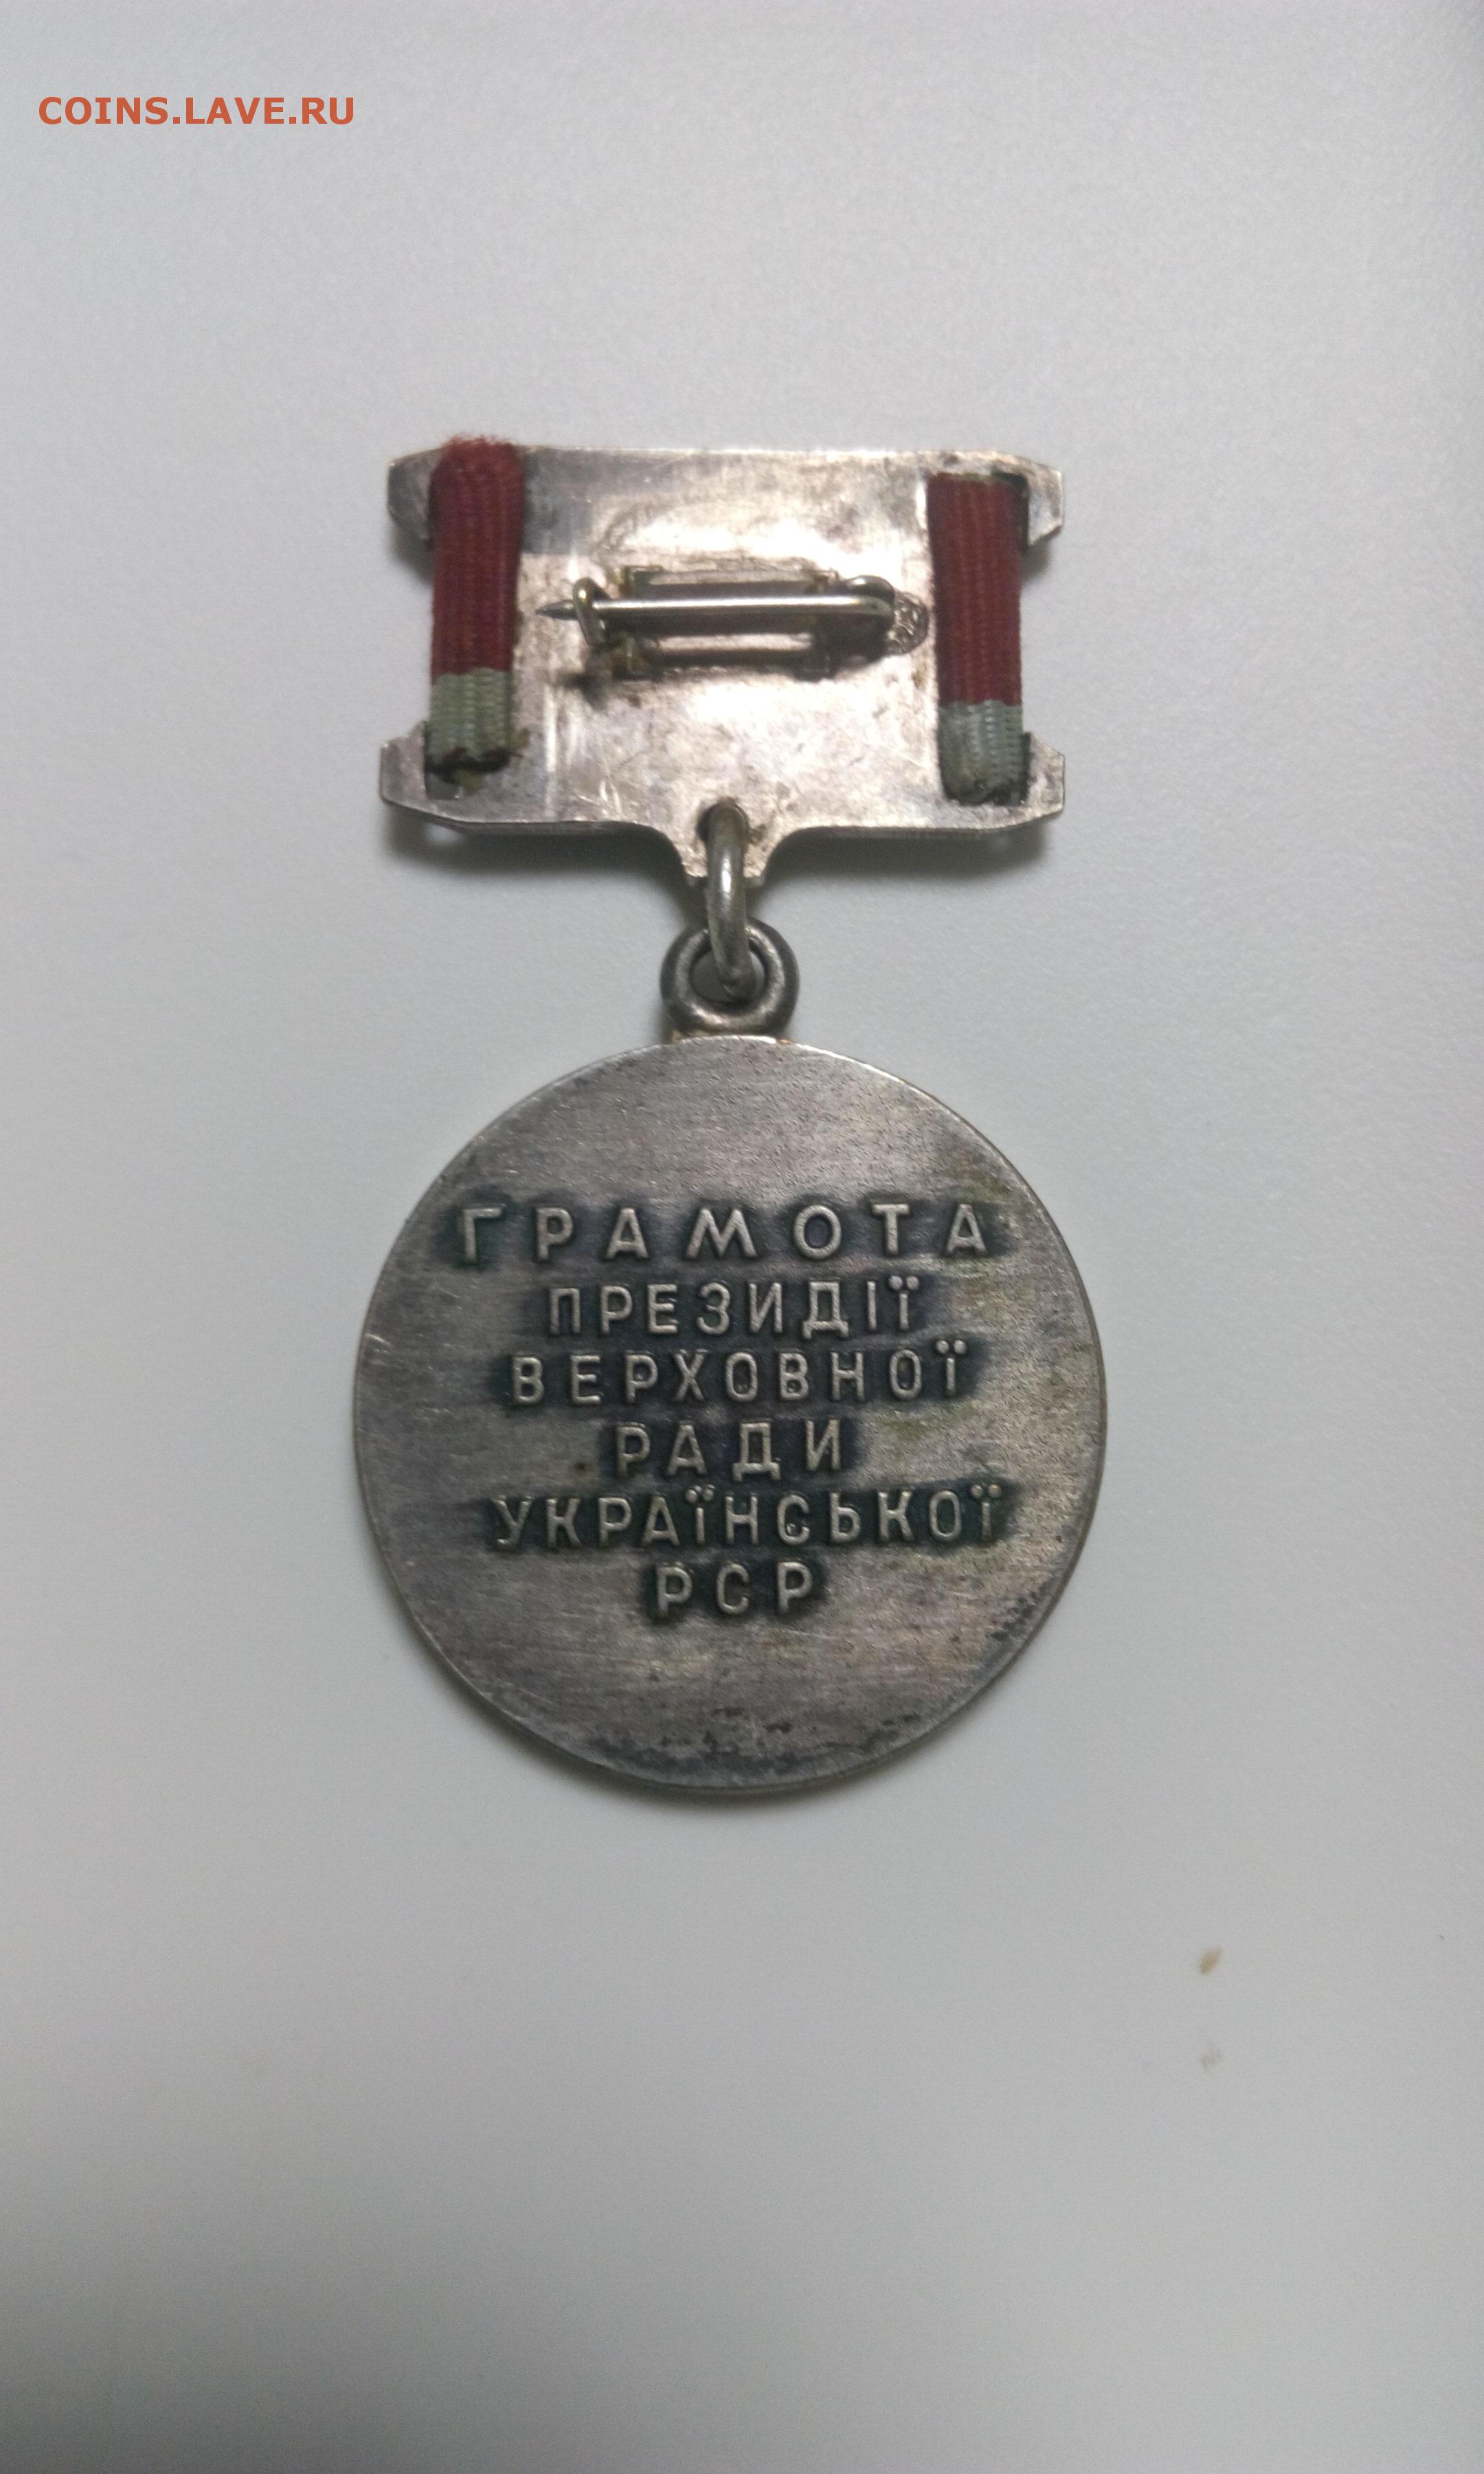 COINS.LAVE.RU
ГРАМОТА
ПРЕЗИДІЇ
ВЕРХОВНОЇ
РАДИ
УКРАЇНСЬКОЇ
РСР